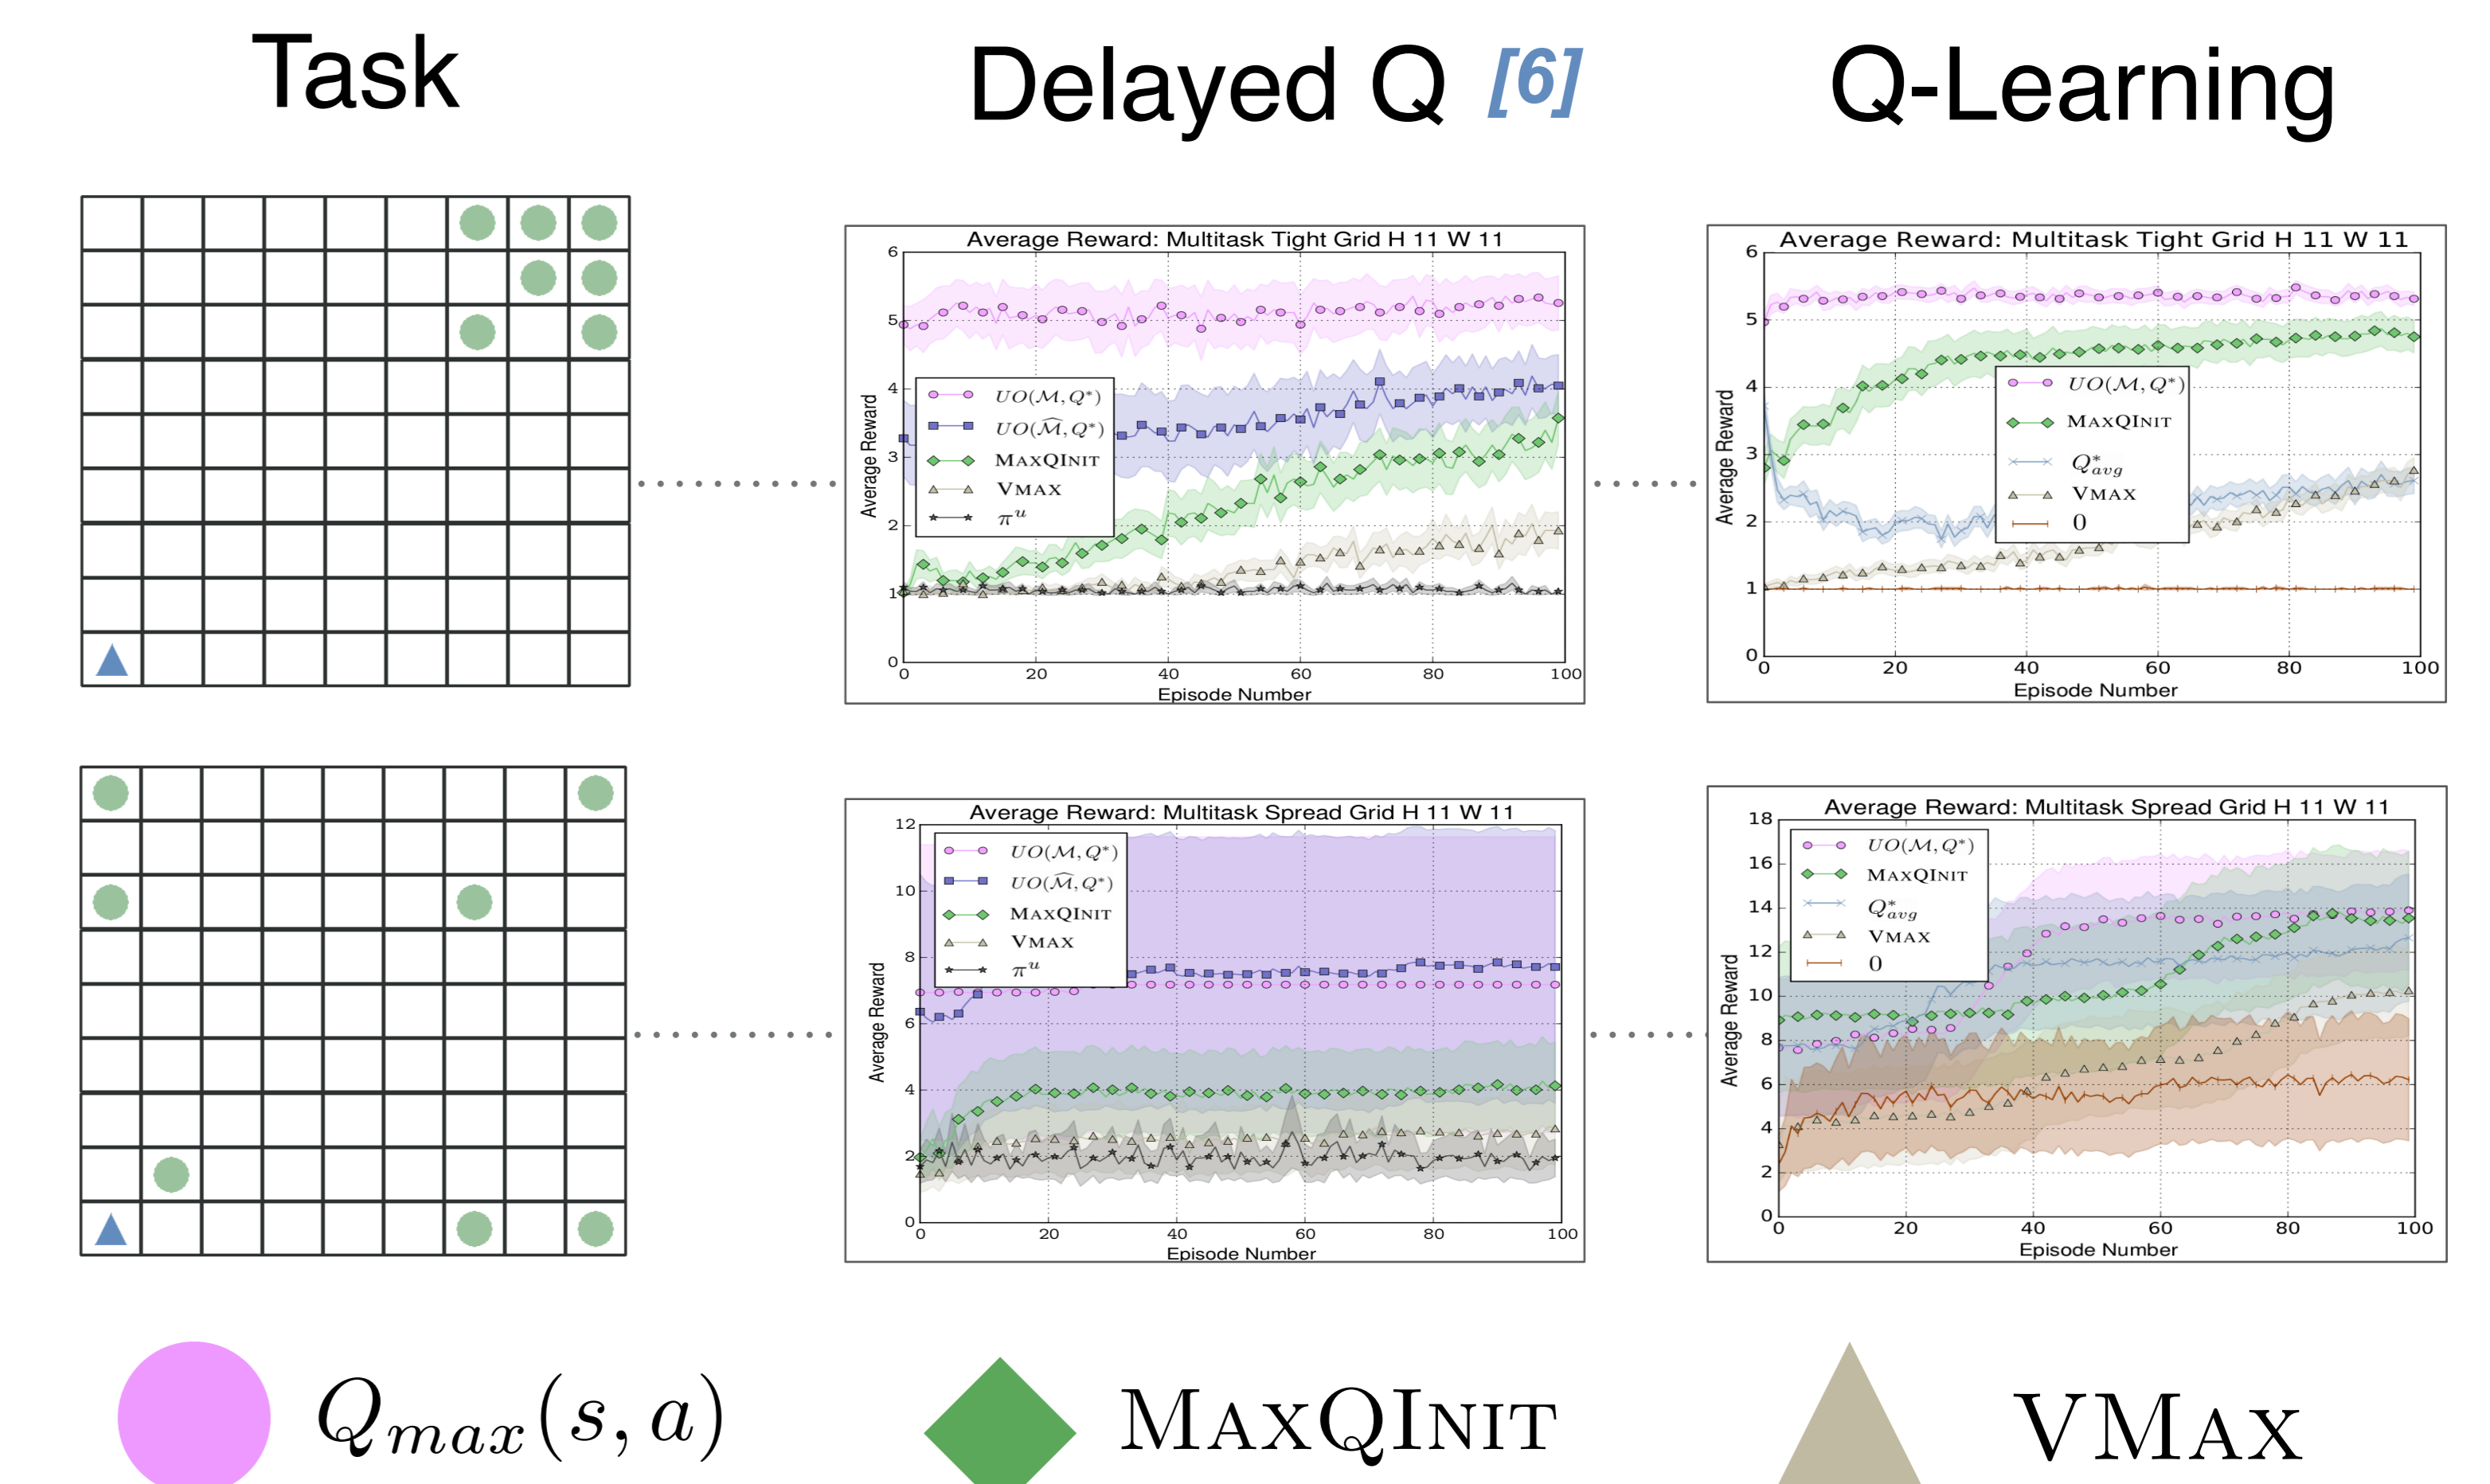 Task
Delayed Q [6]
Q-Learning
Average Reward: Multitask Tight Grid H 11 W 11
6
5
4
3
2
1
0
Average Reward
UO(M, Q*)
UO(M̂, Q*)
MAXQINIT
VMAX
π^u
0 20 40 60 80 100
Episode Number
Average Reward: Multitask Tight Grid H 11 W 11
6
5
4
3
2
1
0
Average Reward
UO(M, Q*)
MAXQINIT
Q*avg
VMAX
0
0 20 40 60 80 100
Episode Number
Average Reward: Multitask Spread Grid H 11 W 11
12
10
8
6
4
2
0
Average Reward
UO(M, Q*)
UO(M̂, Q*)
MAXQINIT
VMAX
π^u
0 20 40 60 80 100
Episode Number
Average Reward: Multitask Spread Grid H 11 W 11
18
16
14
12
10
8
6
4
2
0
Average Reward
UO(M, Q*)
MAXQINIT
Q*avg
VMAX
0
0 20 40 60 80 100
Episode Number
Qmax(s, a)
MAXQINIT
VMAX